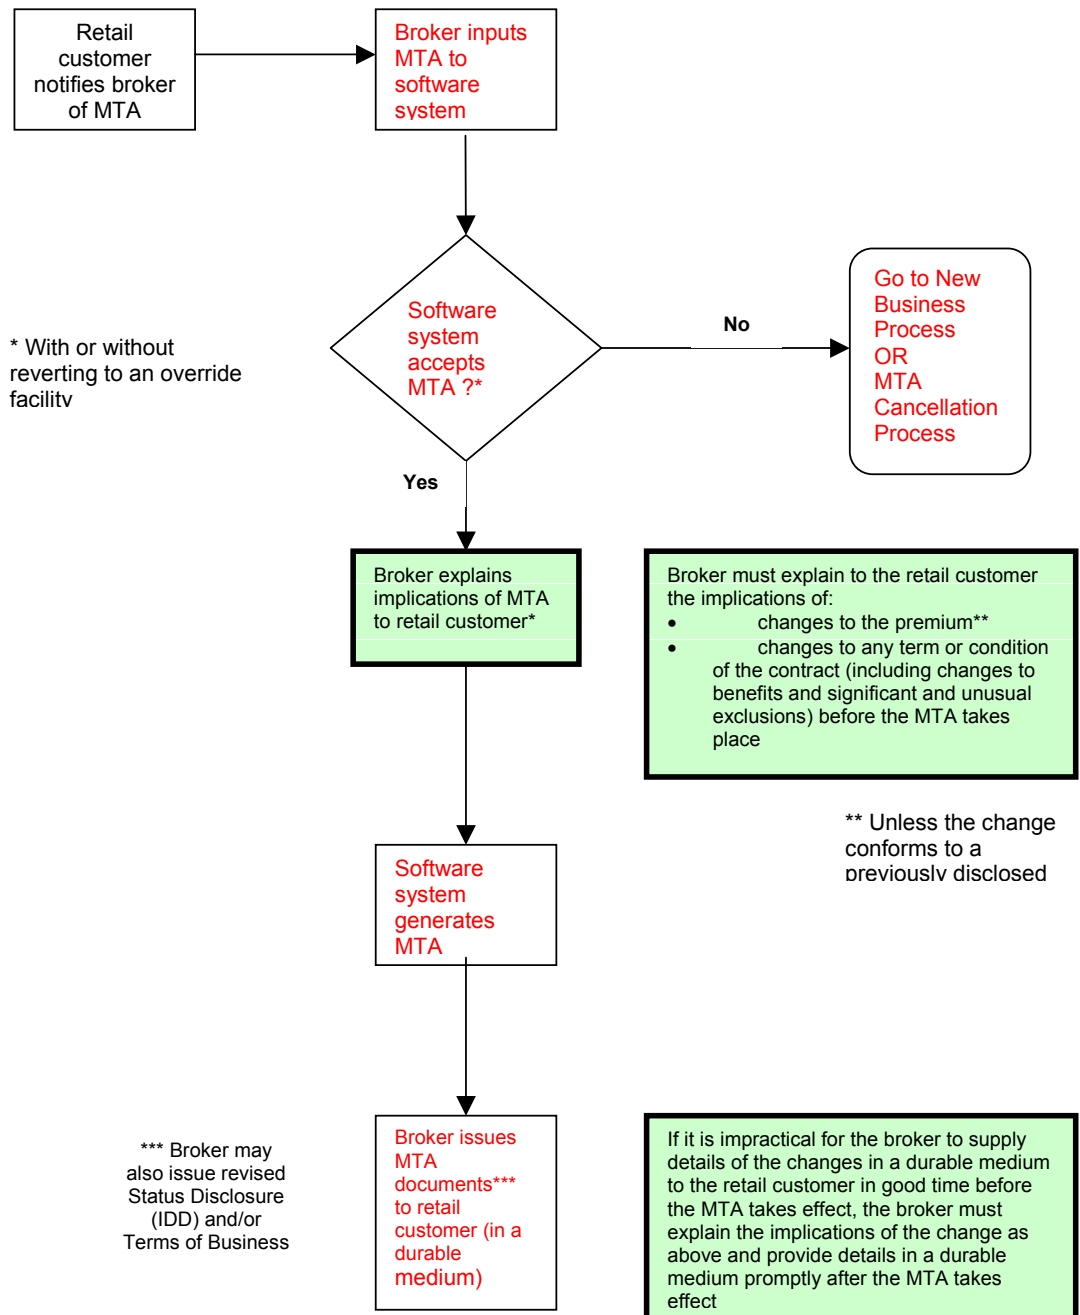 Retail
customer
notifies broker
of MTA
Broker inputs
MTA to
software
system
Software
system
accepts
MTA ?*
No
Go to New
Business
Process
OR
MTA
Cancellation
Process
* With or without
reverting to an override
facility
Yes
Broker explains
implications of MTA
to retail customer*
Broker must explain to the retail customer
the implications of:
• changes to the premium**
• changes to any term or condition
of the contract (including changes to
benefits and significant and unusual
exclusions) before the MTA takes
place
** Unless the change
conforms to a
previously disclosed
Software
system
generates
MTA
*** Broker may
also issue revised
Status Disclosure
(IDD) and/or
Terms of Business
Broker issues
MTA
documents***
to retail
customer (in a
durable
medium)
If it is impractical for the broker to supply
details of the changes in a durable medium
to the retail customer in good time before
the MTA takes effect, the broker must
explain the implications of the change as
above and provide details in a durable
medium promptly after the MTA takes
effect